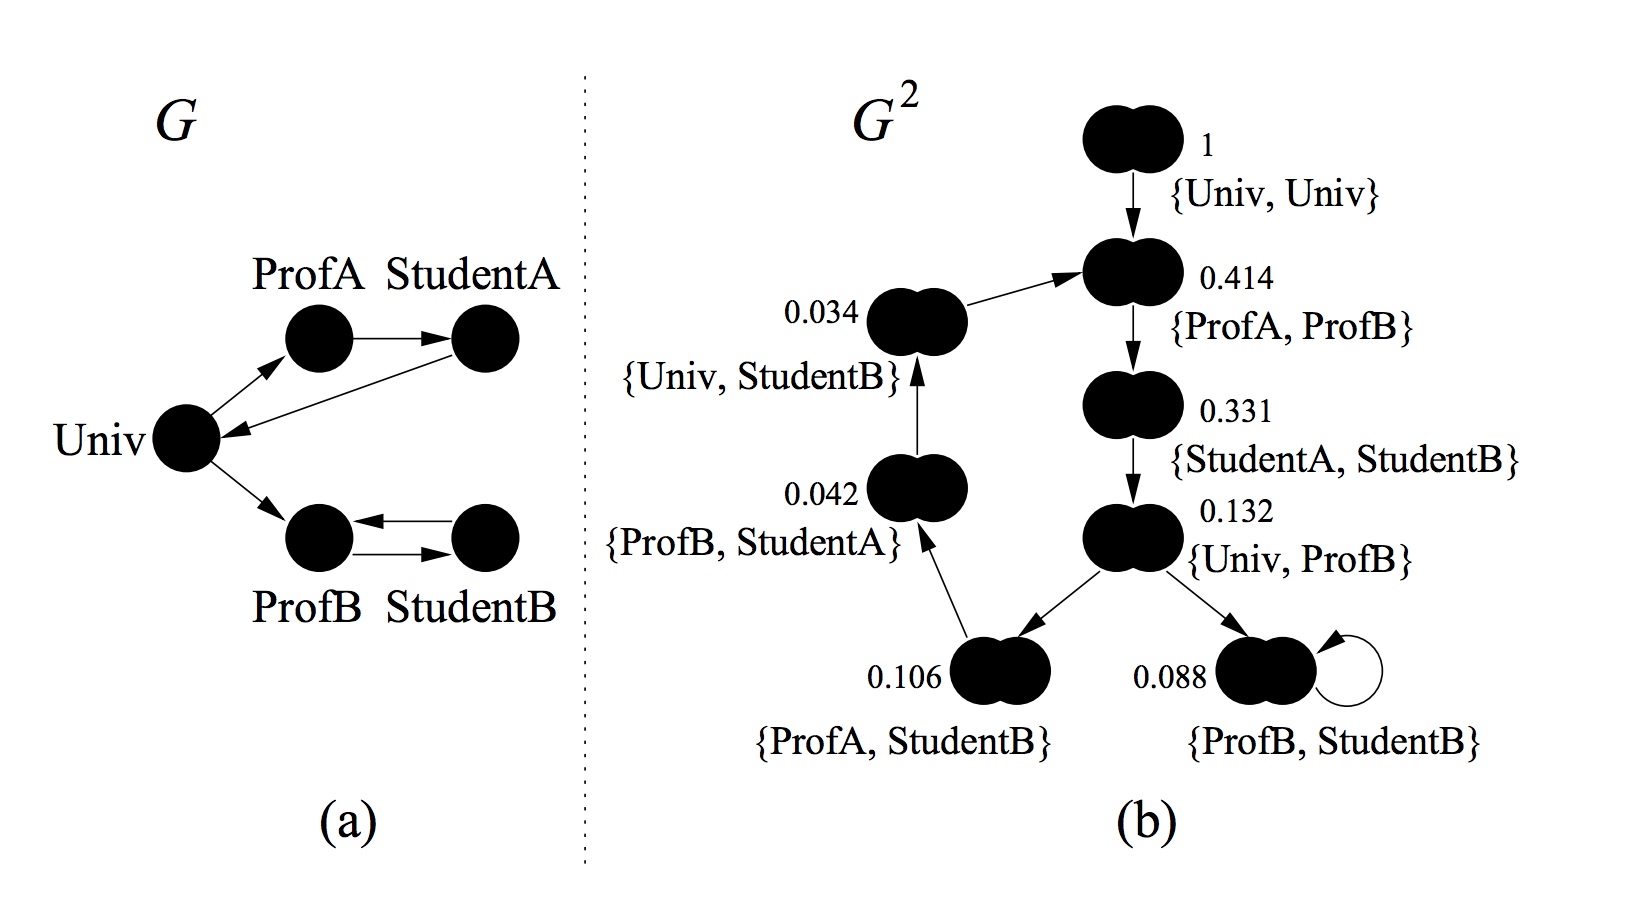 G
ProfA StudentA
Univ
ProfB StudentB
(a)
G²
1
{Univ, Univ}
0.414
{ProfA, ProfB}
0.331
{StudentA, StudentB}
0.132
{Univ, ProfB}
0.034
{Univ, StudentB}
0.042
{ProfB, StudentA}
0.106
{ProfA, StudentB}
0.088
{ProfB, StudentB}
(b)